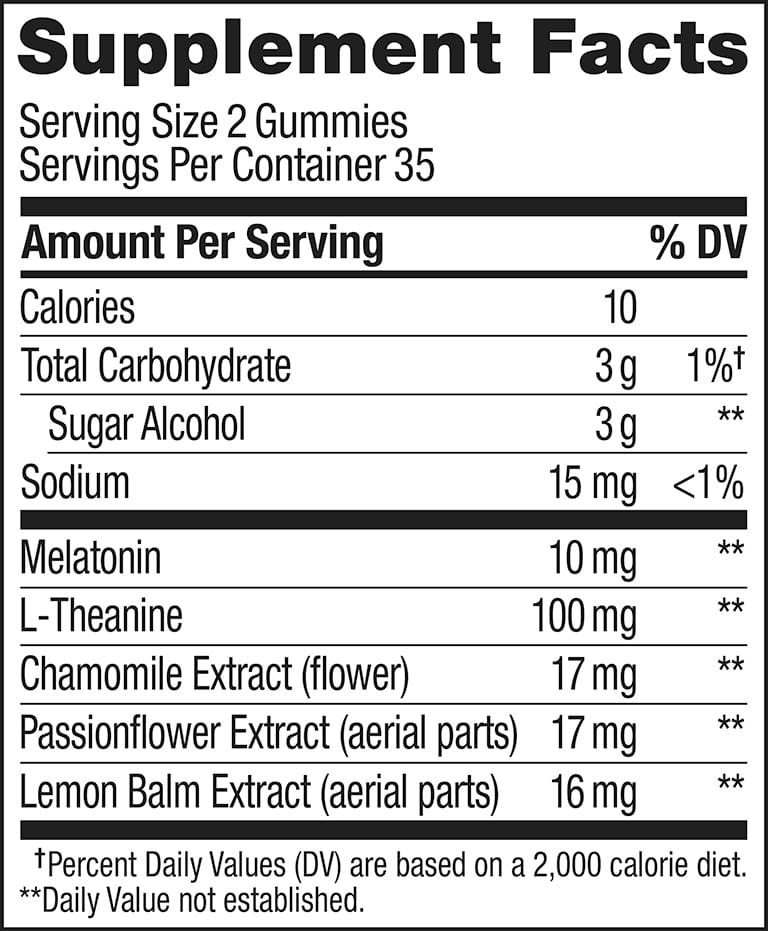 Supplement Facts
Serving Size 2 Gummies
Servings Per Container 35
Amount Per Serving % DV
Calories 10
Total Carbohydrate 3 g 1%†
Sugar Alcohol 3 g **
Sodium 15 mg <1%
Melatonin 10 mg **
L-Theanine 100 mg **
Chamomile Extract (flower) 17 mg **
Passionflower Extract (aerial parts) 17 mg **
Lemon Balm Extract (aerial parts) 16 mg **
†Percent Daily Values (DV) are based on a 2,000 calorie diet.
**Daily Value not established.